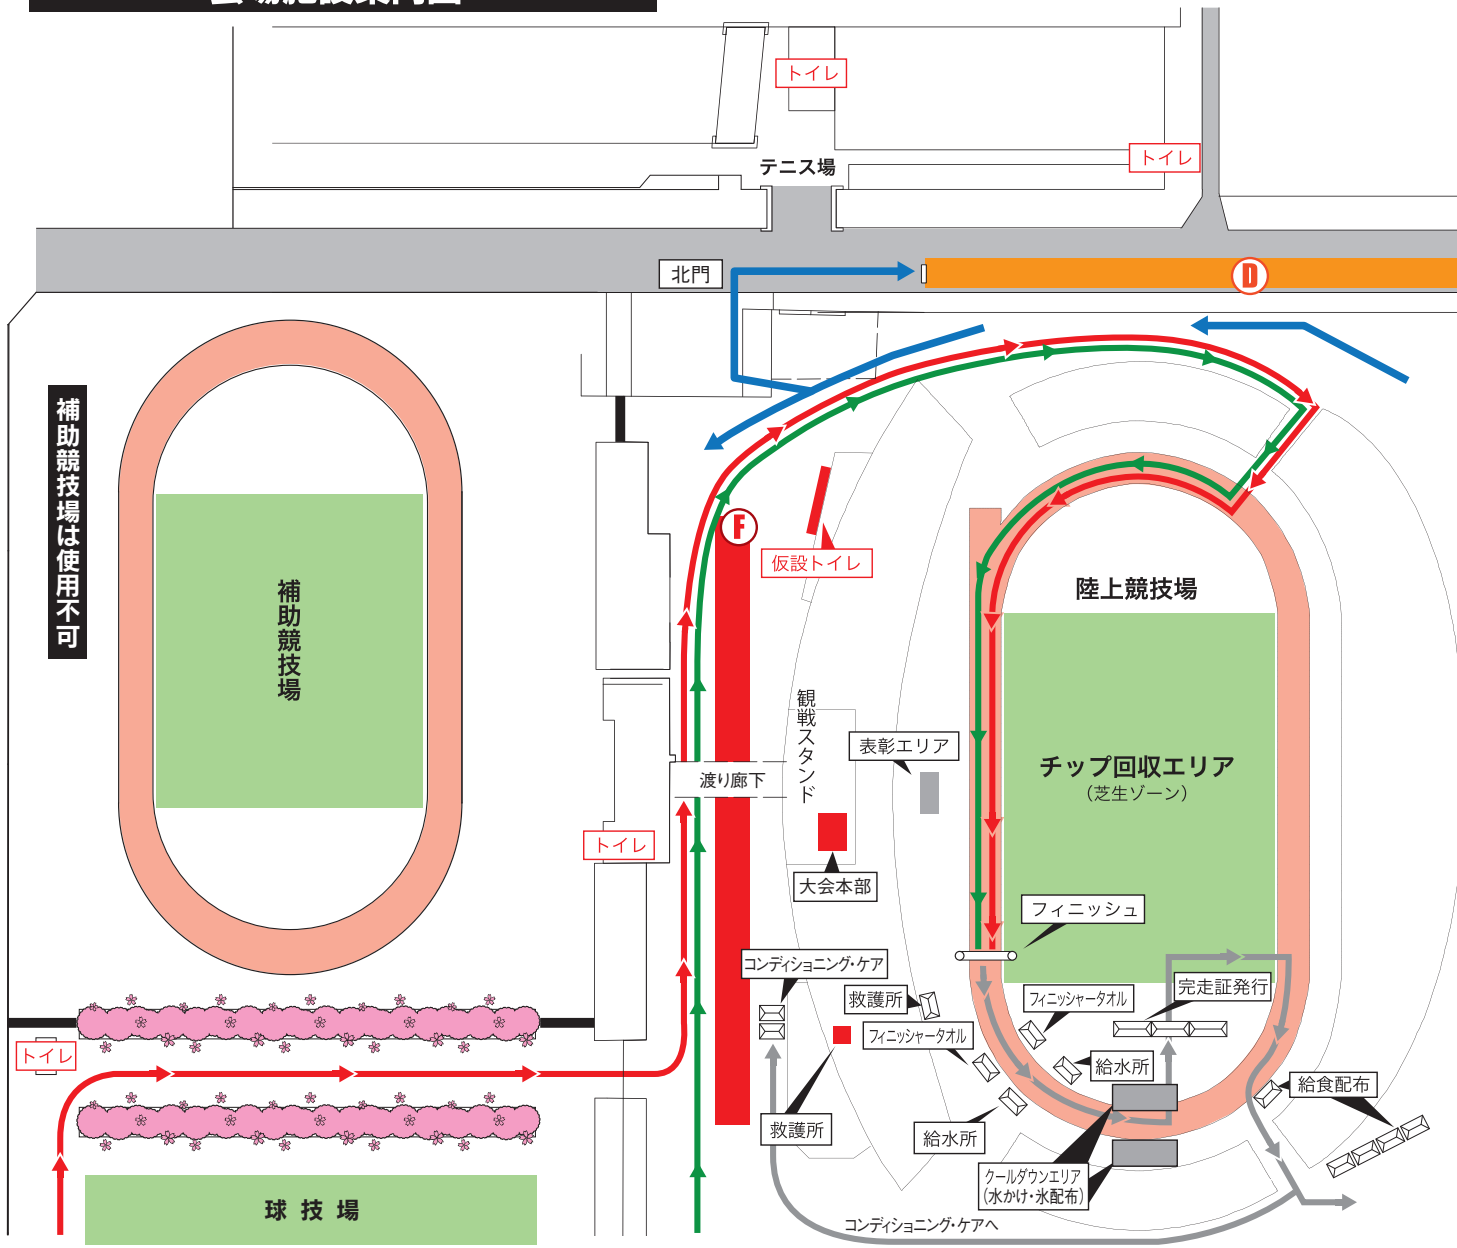 会場施設案内図
トイレ
トイレ
テニス場
北門
D
補助競技場は使用不可
F
仮設トイレ
補助競技場
陸上競技場
観戦スタンド
表彰エリア
チップ回収エリア
(芝生ゾーン)
渡り廊下
トイレ
大会本部
フィニッシュ
コンディショニング・ケア
救護所
フィニッシャータオル
完走証発行
フィニッシャータオル
トイレ
給水所
給食配布
救護所
給水所
クールダウンエリア
(水かけ・氷配布)
球技場
コンディショニング・ケアへ